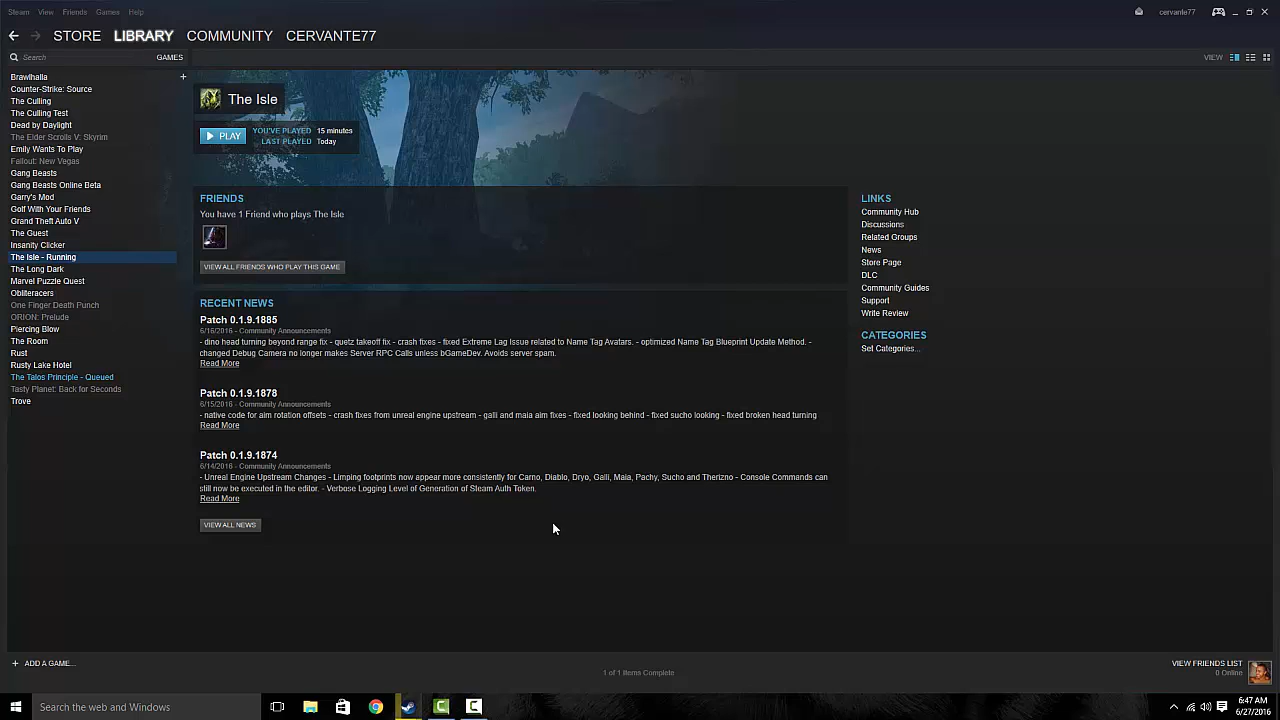 Steam View Friends Games Help
cervante77
STORE LIBRARY COMMUNITY CERVANTE77
Search GAMES
VIEW
Brawlhalla
Counter-Strike: Source
The Culling
The Culling Test
Dead by Daylight
The Elder Scrolls V: Skyrim
Emily Wants To Play
Fallout: New Vegas
Gang Beasts
Gang Beasts Online Beta
Garry's Mod
Golf With Your Friends
Grand Theft Auto V
The Guest
Insanity Clicker
The Isle - Running
The Long Dark
Marvel Puzzle Quest
Obliteracers
One Finger Death Punch
ORION: Prelude
Piercing Blow
The Room
Rust
Rusty Lake Hotel
The Talos Principle - Queued
Tasty Planet: Back for Seconds
Trove
+ ADD A GAME...
The Isle
PLAY
YOU'VE PLAYED 15 minutes
LAST PLAYED Today
FRIENDS
You have 1 Friend who plays The Isle
VIEW ALL FRIENDS WHO PLAY THIS GAME
RECENT NEWS
Patch 0.1.9.1885
6/16/2016 - Community Announcements
- dino head turning beyond range fix - quetz takeoff fix - crash fixes - fixed Extreme Lag Issue related to Name Tag Avatars. - optimized Name Tag Blueprint Update Method. -
changed Debug Camera no longer makes Server RPC Calls unless bGameDev. Avoids server spam.
Read More
Patch 0.1.9.1878
6/15/2016 - Community Announcements
- native code for aim rotation offsets - crash fixes from unreal engine upstream - galli and maia aim fixes - fixed looking behind - fixed sucho looking - fixed broken head turning
Read More
Patch 0.1.9.1874
6/14/2016 - Community Announcements
- Unreal Engine Upstream Changes - Limping footprints now appear more consistently for Carno, Diablo, Dryo, Galli, Maia, Pachy, Sucho and Therizno - Console Commands can
still now be executed in the editor. - Verbose Logging Level of Generation of Steam Auth Token.
Read More
VIEW ALL NEWS
LINKS
Community Hub
Discussions
Related Groups
News
Store Page
DLC
Community Guides
Support
Write Review
CATEGORIES
Set Categories...
1 of 1 Items Complete
VIEW FRIENDS LIST
0 Online
Search the web and Windows
6:47 AM
6/27/2016